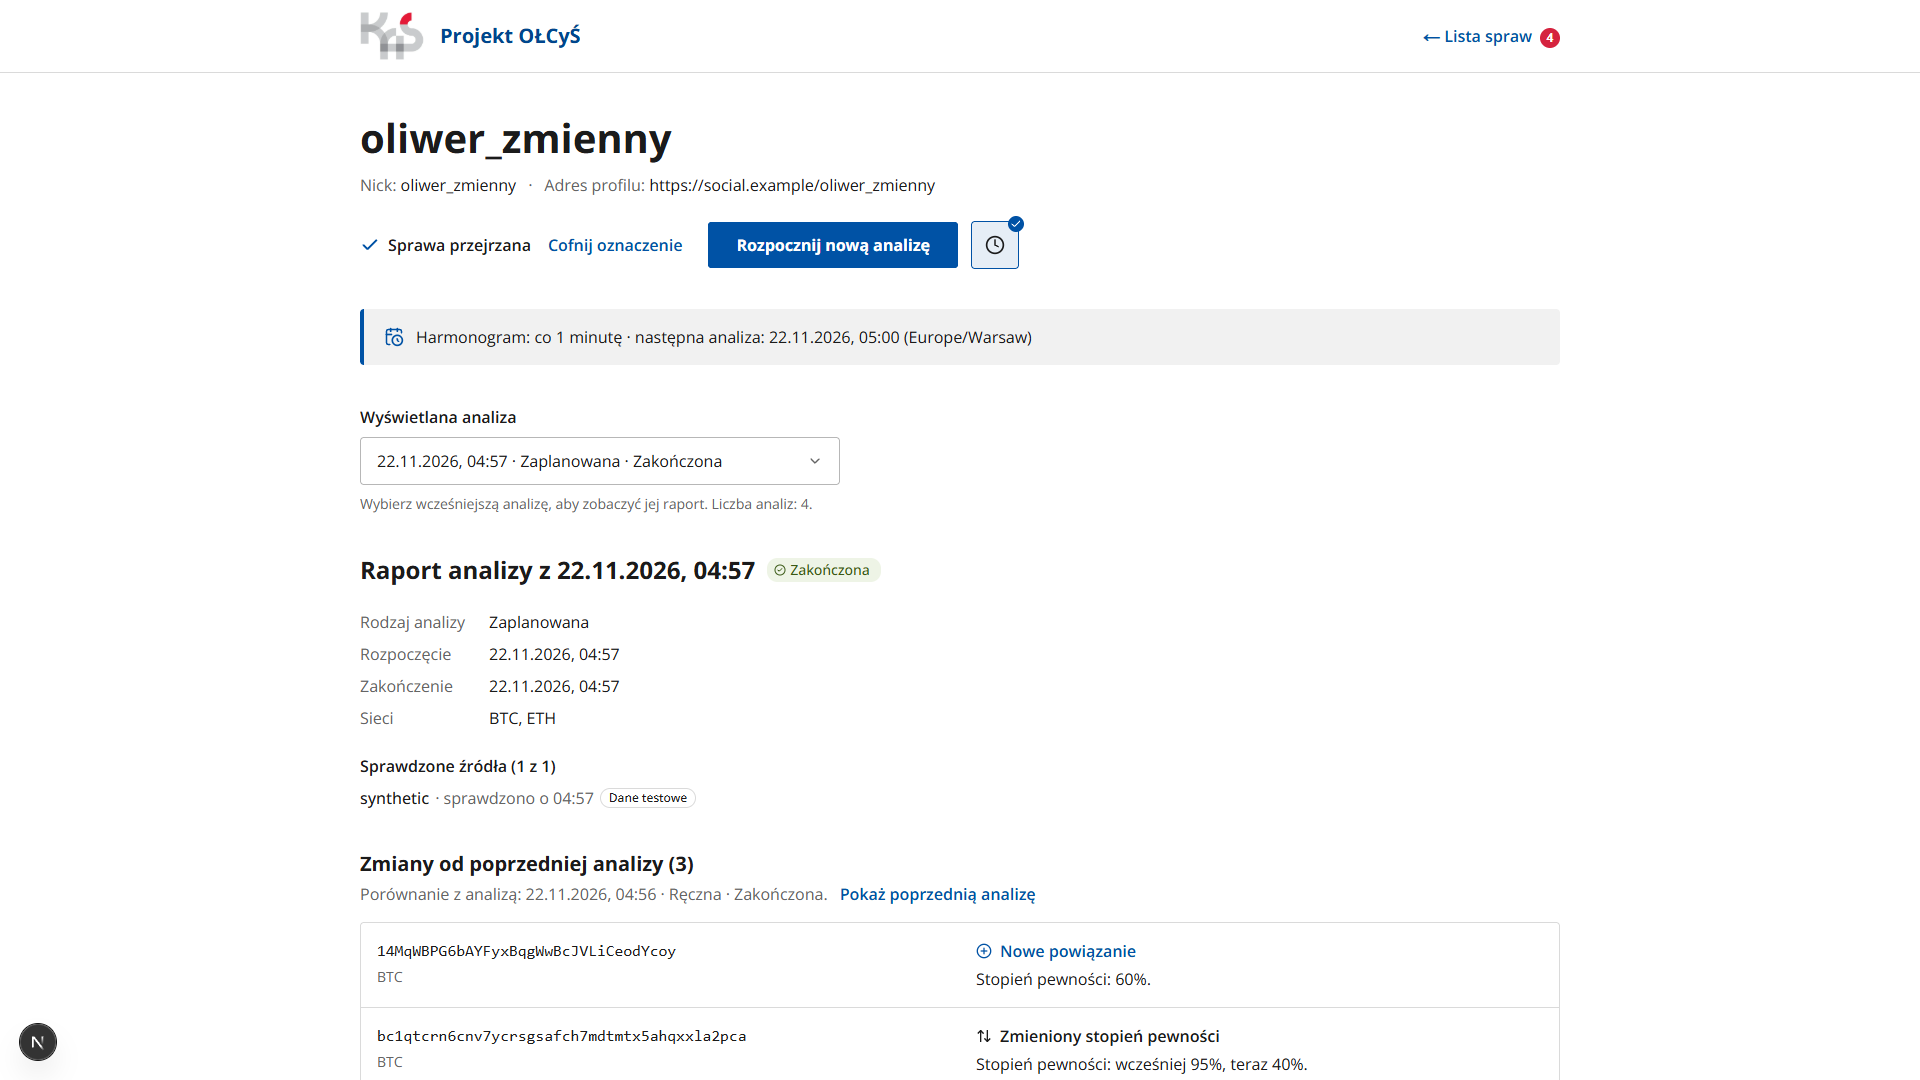 KYIŚ
Projekt OŁCyŚ
← Lista spraw 4
oliwer_zmienny
Nick: oliwer_zmienny · Adres profilu: https://social.example/oliwer_zmienny
Sprawa przejrzana Cofnij oznaczenie Rozpocznij nową analizę
Harmonogram: co 1 minutę · następna analiza: 22.11.2026, 05:00 (Europe/Warsaw)
Wyświetlana analiza
22.11.2026, 04:57 · Zaplanowana · Zakończona
Wybierz wcześniejszą analizę, aby zobaczyć jej raport. Liczba analiz: 4.
Raport analizy z 22.11.2026, 04:57 Zakończona
Rodzaj analizy Zaplanowana
Rozpoczęcie 22.11.2026, 04:57
Zakończenie 22.11.2026, 04:57
Sieci BTC, ETH
Sprawdzone źródła (1 z 1)
synthetic · sprawdzono o 04:57 Dane testowe
Zmiany od poprzedniej analizy (3)
Porównanie z analizą: 22.11.2026, 04:56 · Ręczna · Zakończona. Pokaż poprzednią analizę
14MqWBPG6bAYFyxBqgWwBcJVLiCeodYcoy Nowe powiązanie
BTC Stopień pewności: 60%.
bc1qtcrn6cnv7ycrsgsafch7mdtmtx5ahqxxla2pca Zmieniony stopień pewności
BTC Stopień pewności: wcześniej 95%, teraz 40%.
N